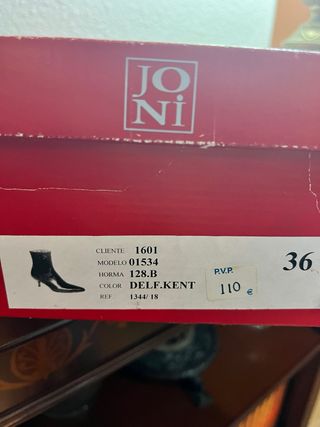 JO
Ni
CLIENTE 1601
MODELO 01534
HORMA 128.B
COLOR DELF.KENT
REF. 1344/ 18
P.V.P.
110 €
36